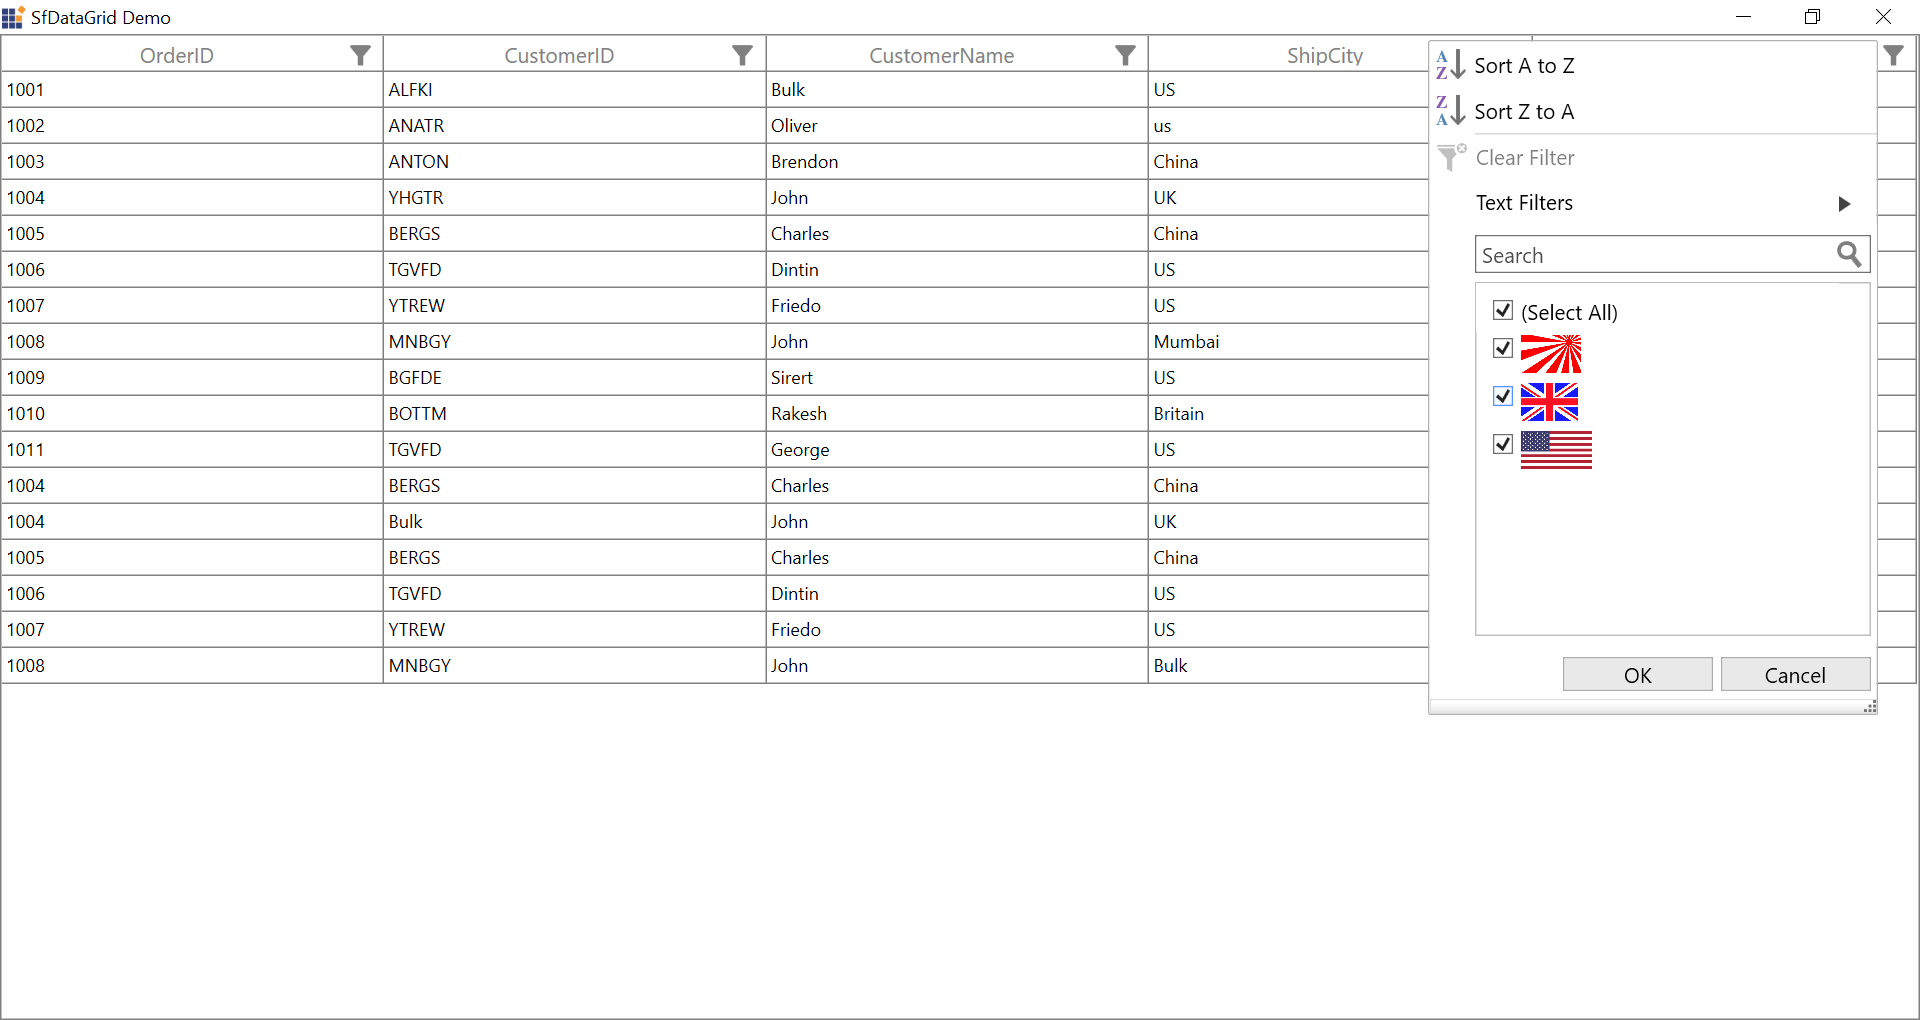 SfDataGrid Demo
OrderID CustomerID CustomerName ShipCity
1001 ALFKI Bulk US
1002 ANATR Oliver us
1003 ANTON Brendon China
1004 YHGTR John UK
1005 BERGS Charles China
1006 TGVFD Dintin US
1007 YTREW Friedo US
1008 MNBGY John Mumbai
1009 BGFDE Sirert US
1010 BOTTM Rakesh Britain
1011 TGVFD George US
1004 BERGS Charles China
1004 Bulk John UK
1005 BERGS Charles China
1006 TGVFD Dintin US
1007 YTREW Friedo US
1008 MNBGY John Bulk
A Z Sort A to Z
Z A Sort Z to A
Clear Filter
Text Filters
Search
(Select All)
OK Cancel